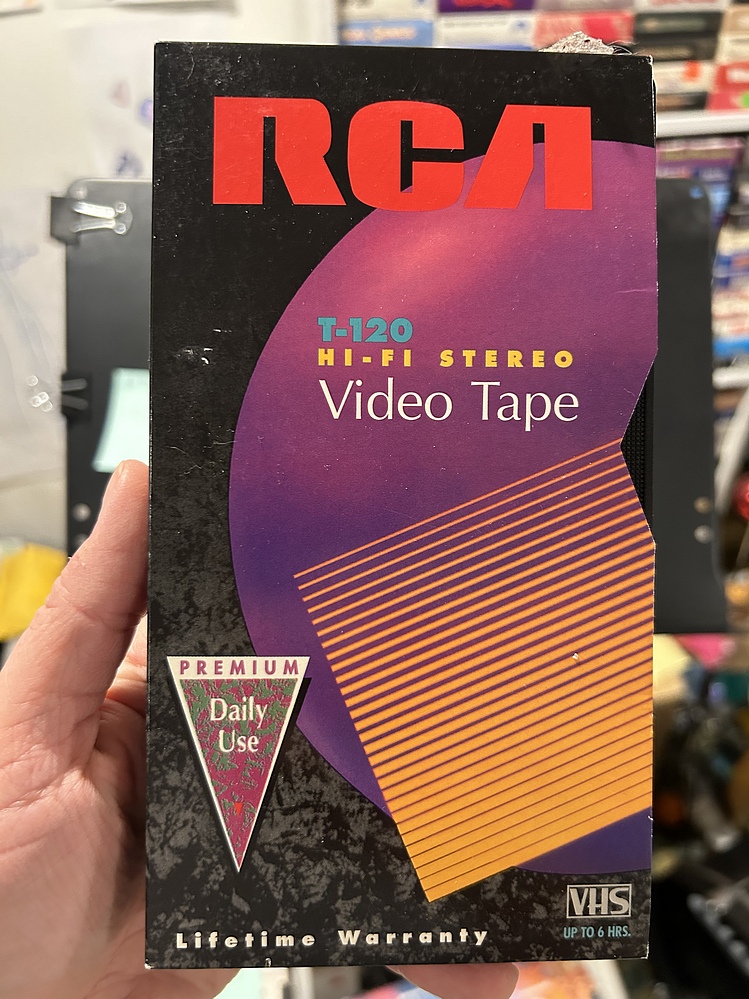 RCA
T-120
HI-FI STEREO
Video Tape
PREMIUM
Daily
Use
VHS
UP TO 6 HRS.
Lifetime Warranty